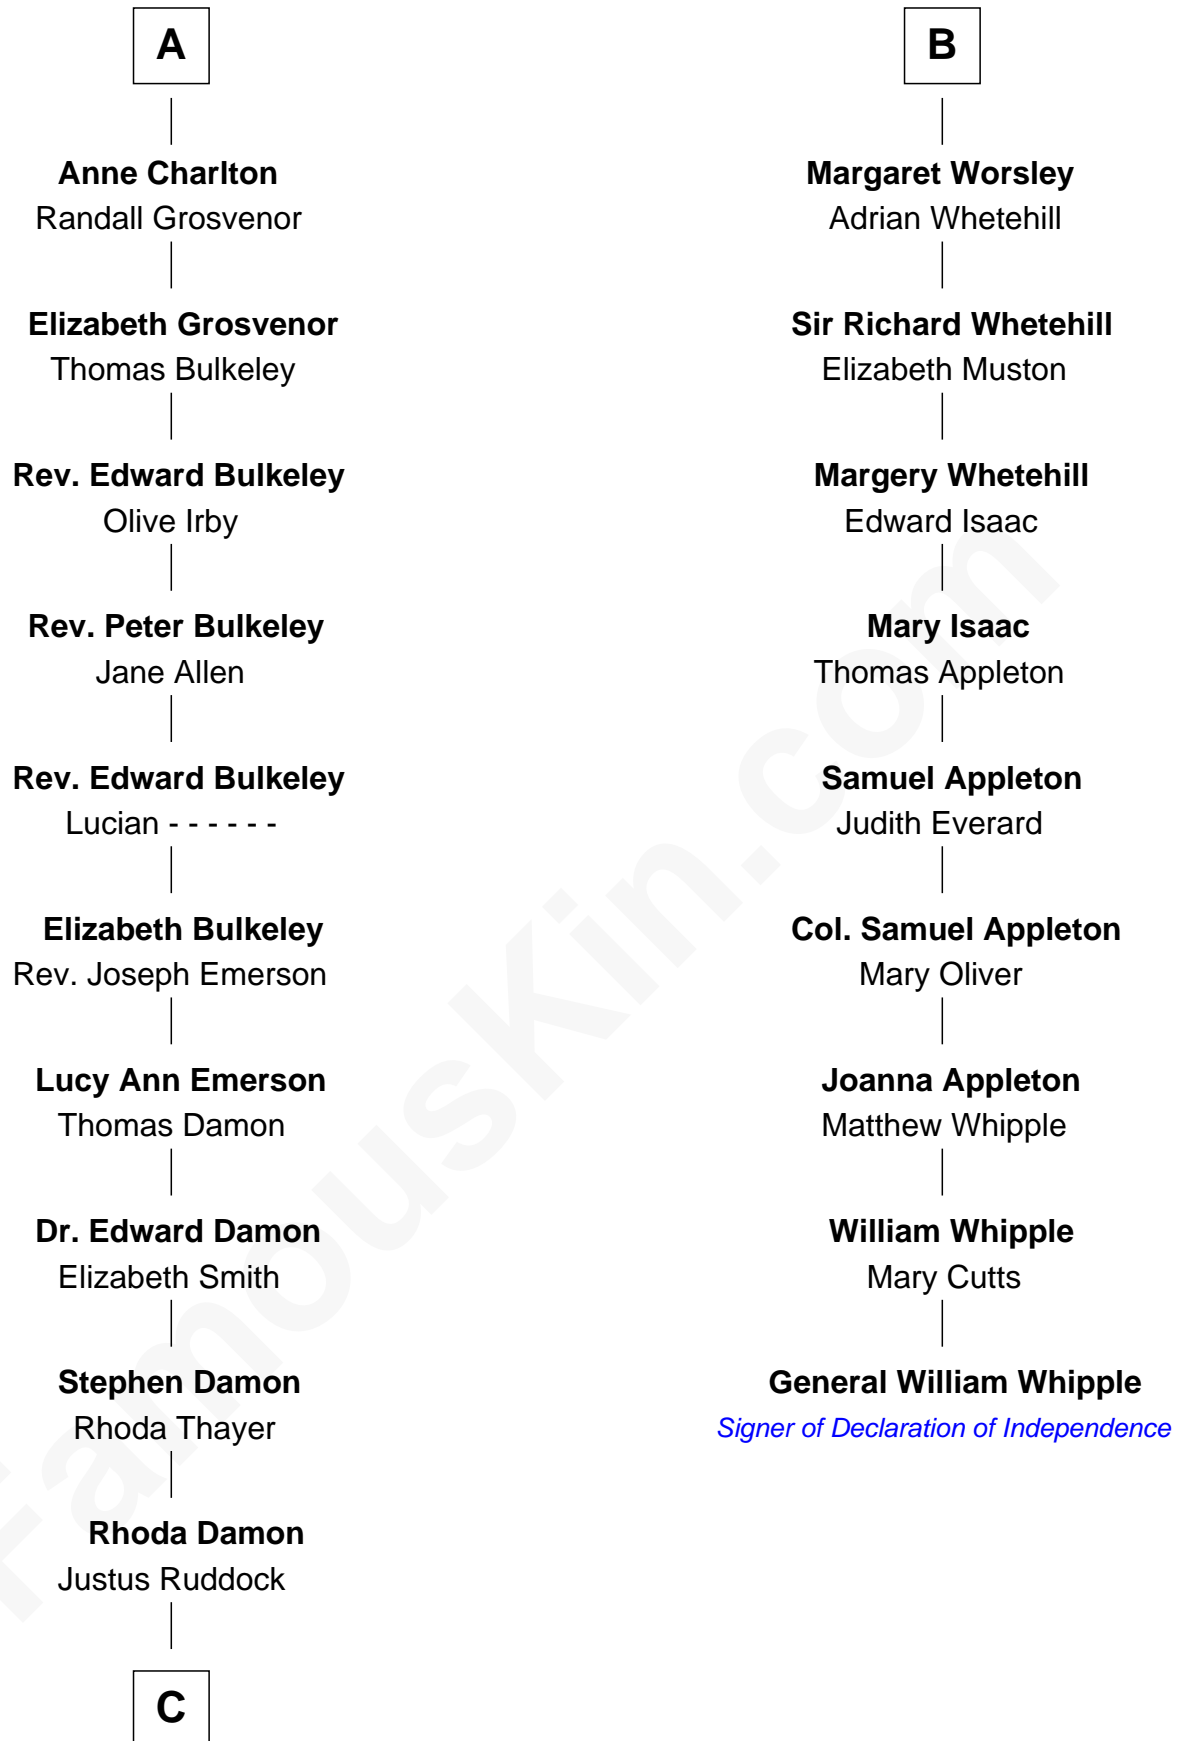 A
Anne Charlton
Randall Grosvenor
Elizabeth Grosvenor
Thomas Bulkeley
Rev. Edward Bulkeley
Olive Irby
Rev. Peter Bulkeley
Jane Allen
Rev. Edward Bulkeley
Lucian - - - - - -
Elizabeth Bulkeley
Rev. Joseph Emerson
Lucy Ann Emerson
Thomas Damon
Dr. Edward Damon
Elizabeth Smith
Stephen Damon
Rhoda Thayer
Rhoda Damon
Justus Ruddock
C
B
Margaret Worsley
Adrian Whetehill
Sir Richard Whetehill
Elizabeth Muston
Margery Whetehill
Edward Isaac
Mary Isaac
Thomas Appleton
Samuel Appleton
Judith Everard
Col. Samuel Appleton
Mary Oliver
Joanna Appleton
Matthew Whipple
William Whipple
Mary Cutts
General William Whipple
Signer of Declaration of Independence
FamousKin.com